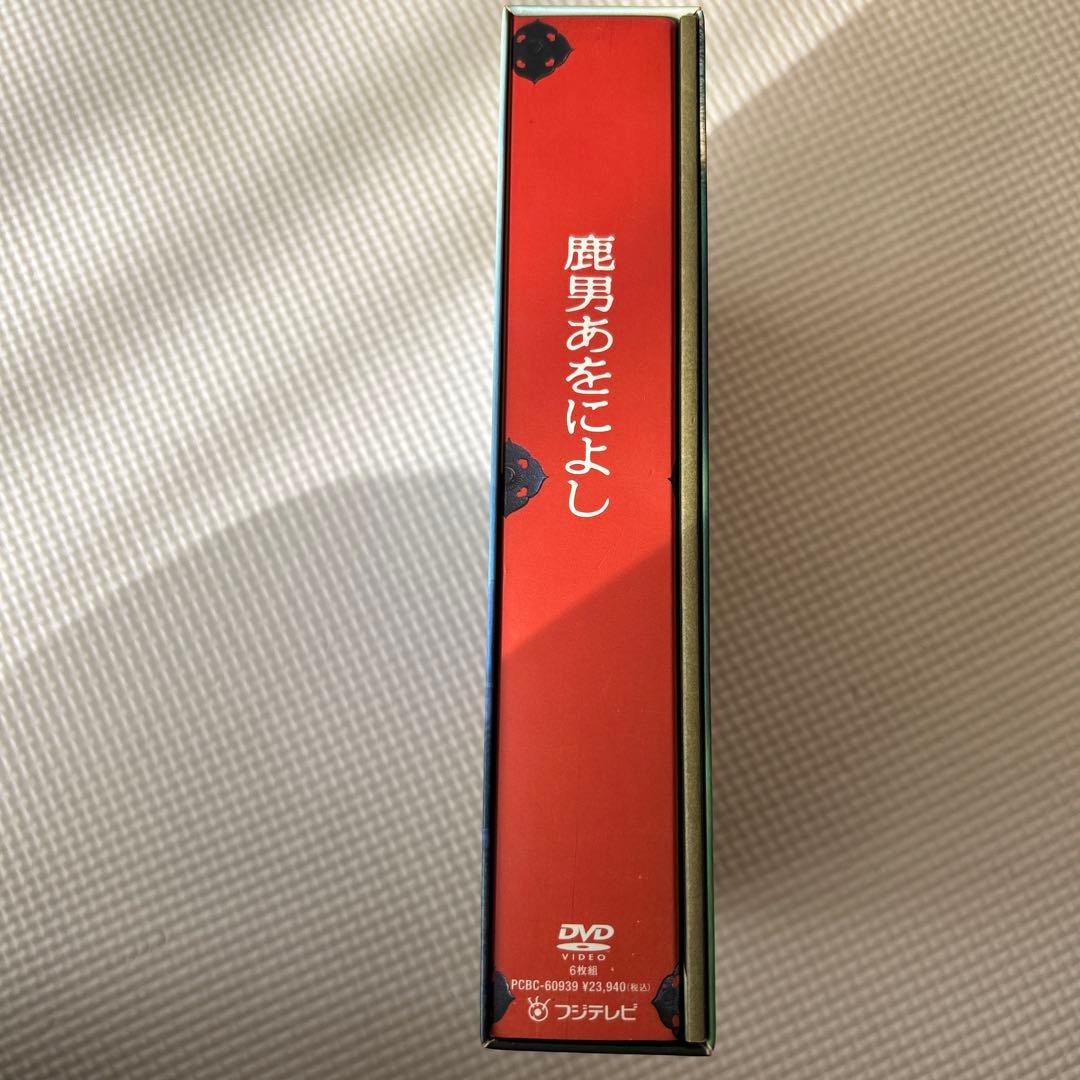 鹿男あをによし
DVD
VIDEO
6枚組
PCBC-60939 ¥23,940(税込)
フジテレビ